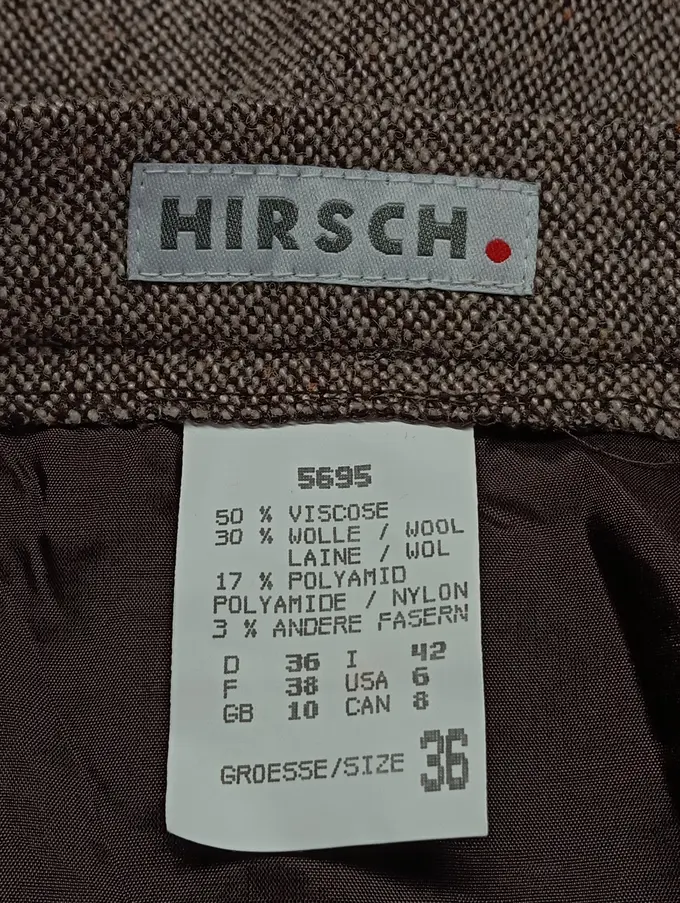 HIRSCH
5695
50 % VISCOSE
30 % WOLLE / WOOL
LAINE / WOL
17 % POLYAMID
POLYAMIDE / NYLON
3 % ANDERE FASERN
D 36 I 42
F 38 USA 6
GB 10 CAN 8
GROESSE/SIZE 36